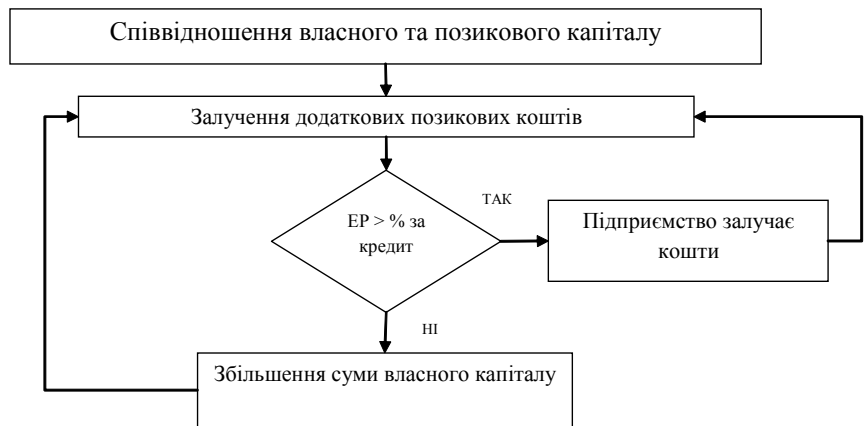 Співвідношення власного та позикового капіталу
Залучення додаткових позикових коштів
ТАК
ЕР > % за
кредит
Підприємство залучає
кошти
НІ
Збільшення суми власного капіталу